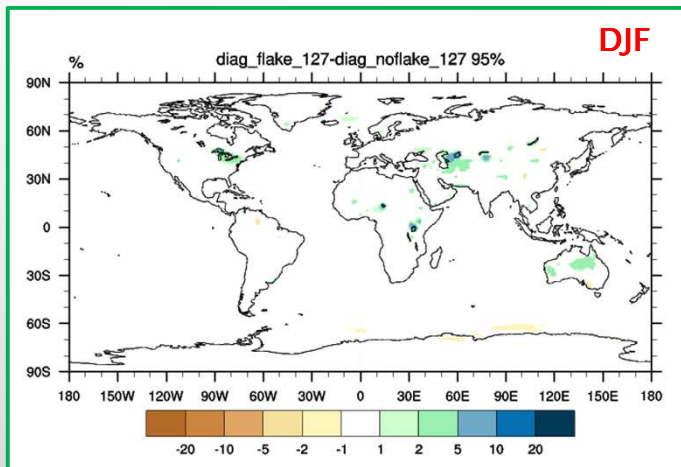 DJF
% diag_flake_127-diag_noflake_127 95%
90N
60N
30N
0
30S
60S
90S
180 150W 120W 90W 60W 30W 0 30E 60E 90E 120E 150E 180
-20 -10 -5 -2 -1 1 2 5 10 20